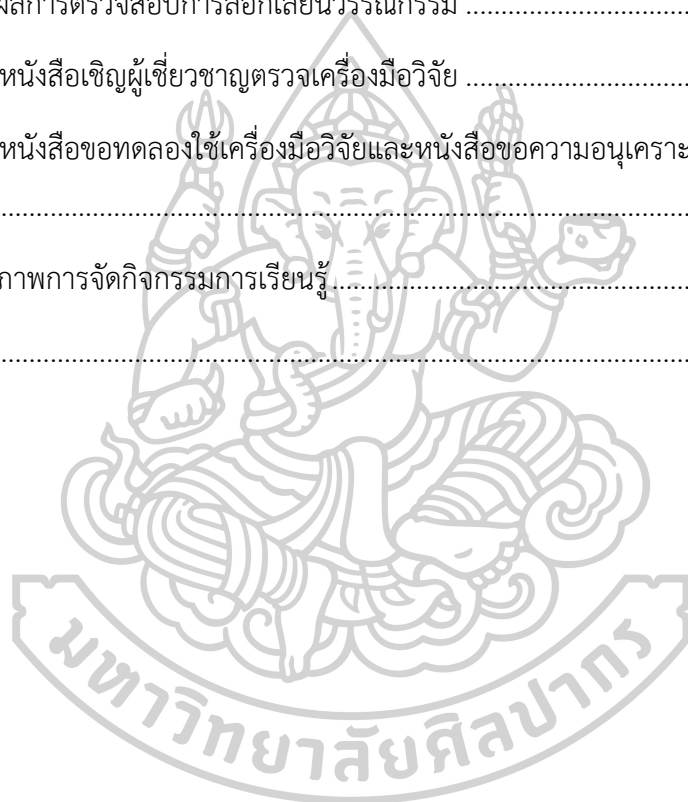 ผลการตรวจสอบการลอกเลียนวรรณกรรม ........................................
หนังสือเชิญผู้เชี่ยวชาญตรวจเครื่องมือวิจัย ........................................
หนังสือขอทดลองใช้เครื่องมือวิจัยและหนังสือขอความอนุเคราะ
........................................................................................................................
ภาพการจัดกิจกรรมการเรียนรู้............................................................
........................................................................................................................
มหาวิทยาลัยศิลปากร